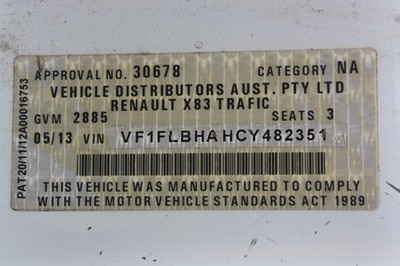 APPROVAL NO. 30678 CATEGORY NA
VEHICLE DISTRIBUTORS AUST. PTY LTD
RENAULT X83 TRAFIC
GVM 2885 SEATS 3
05/13 VIN VF1FLBHAHCY482351
THIS VEHICLE WAS MANUFACTURED TO COMPLY
WITH THE MOTOR VEHICLE STANDARDS ACT 1989
PAT20/11/12A00016753